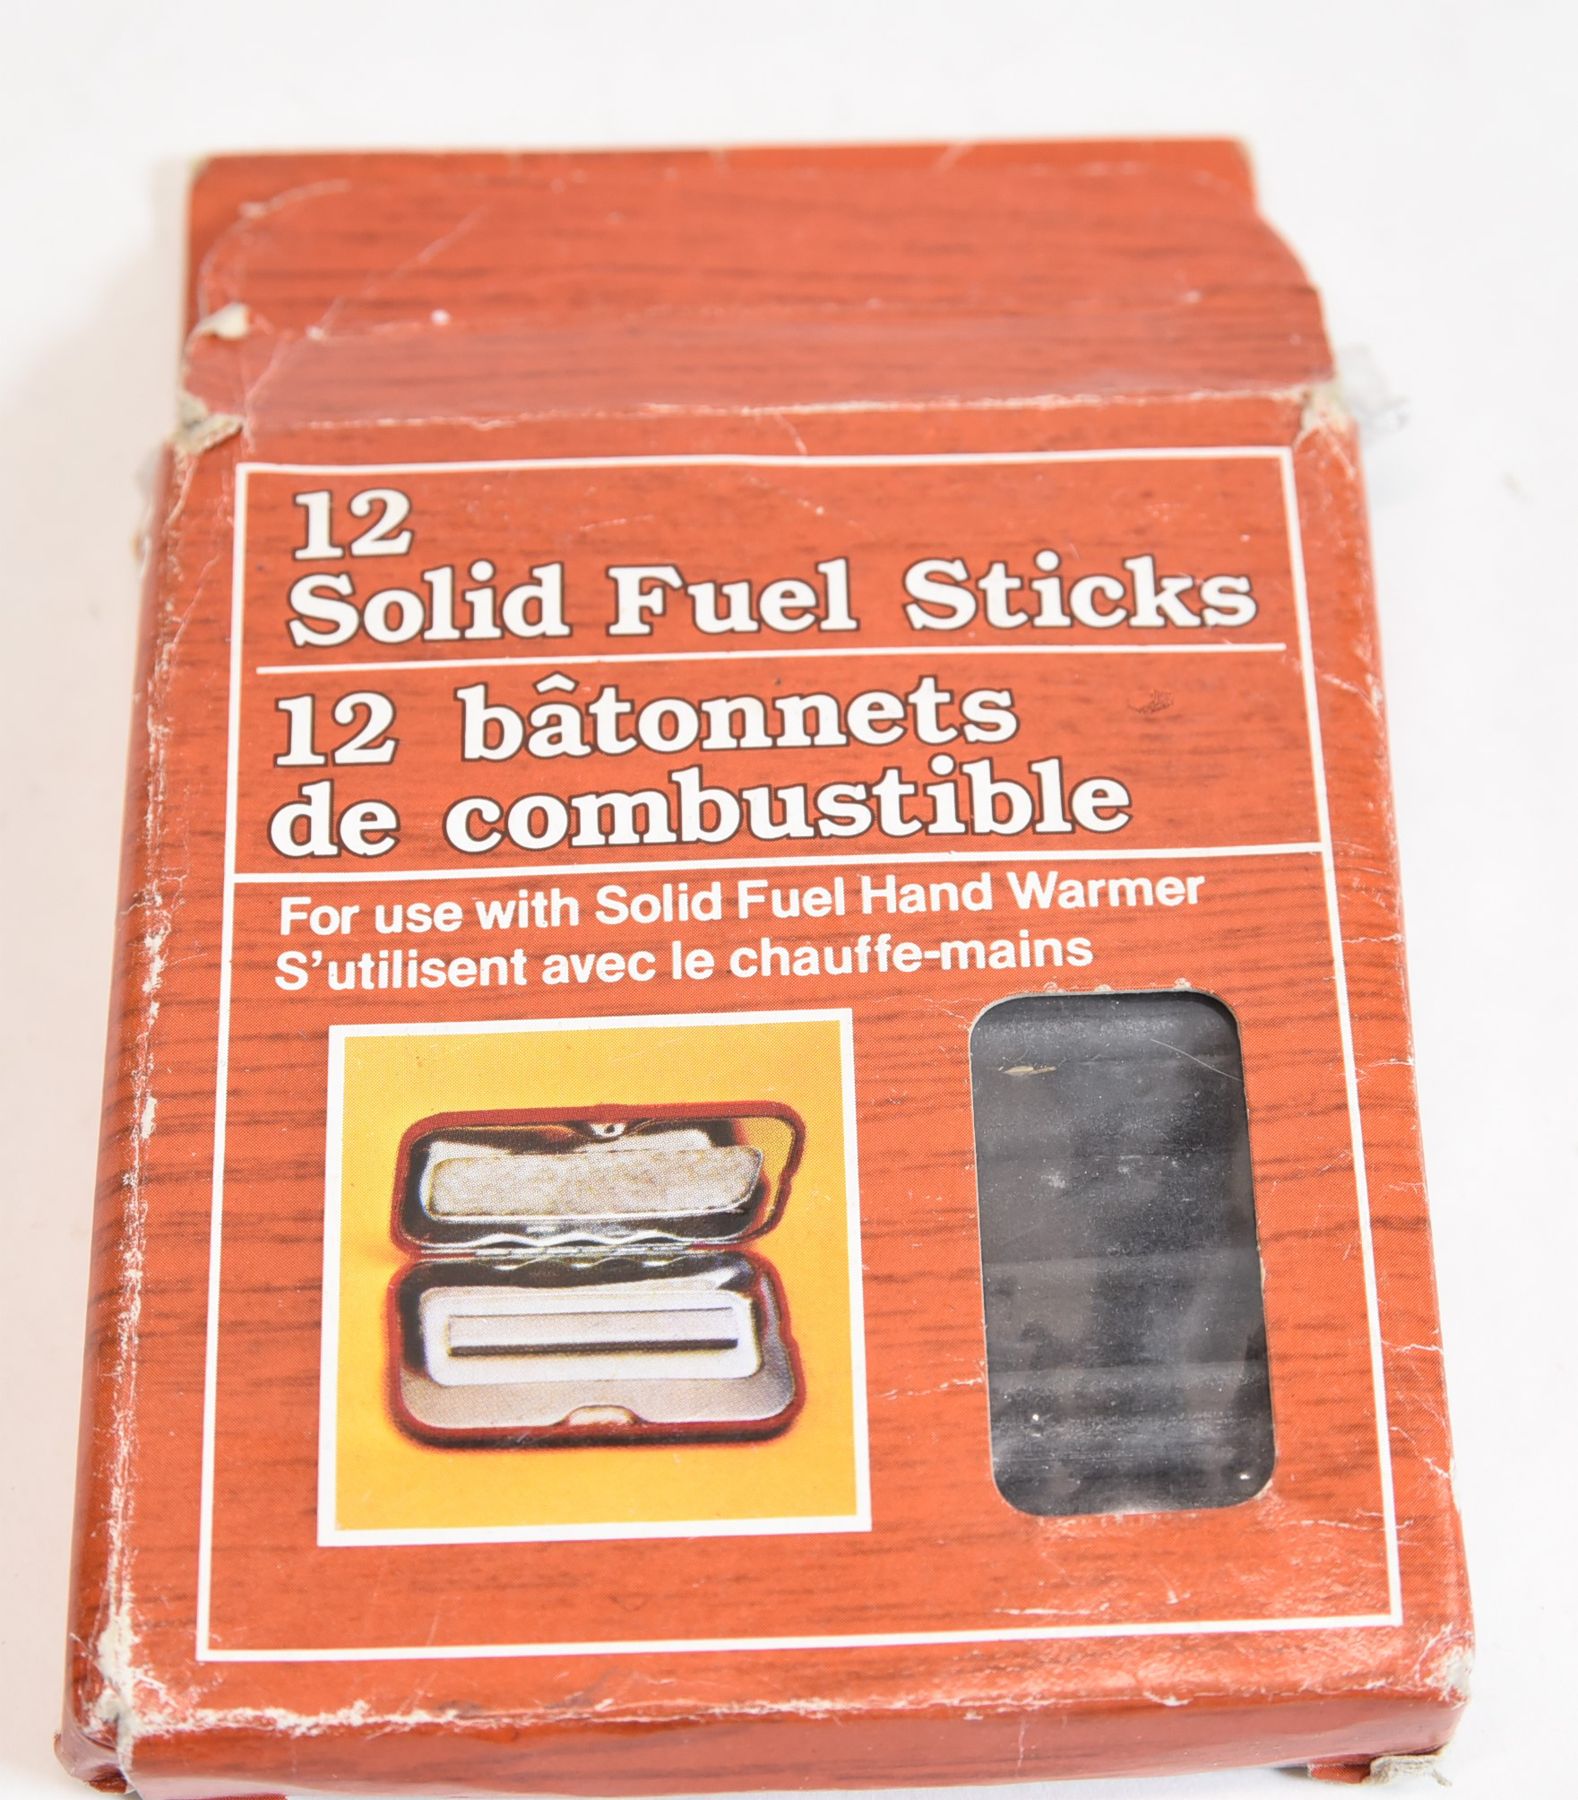 12
Solid Fuel Sticks
12 bâtonnets
de combustible
For use with Solid Fuel Hand Warmer
S'utilisent avec le chauffe-mains